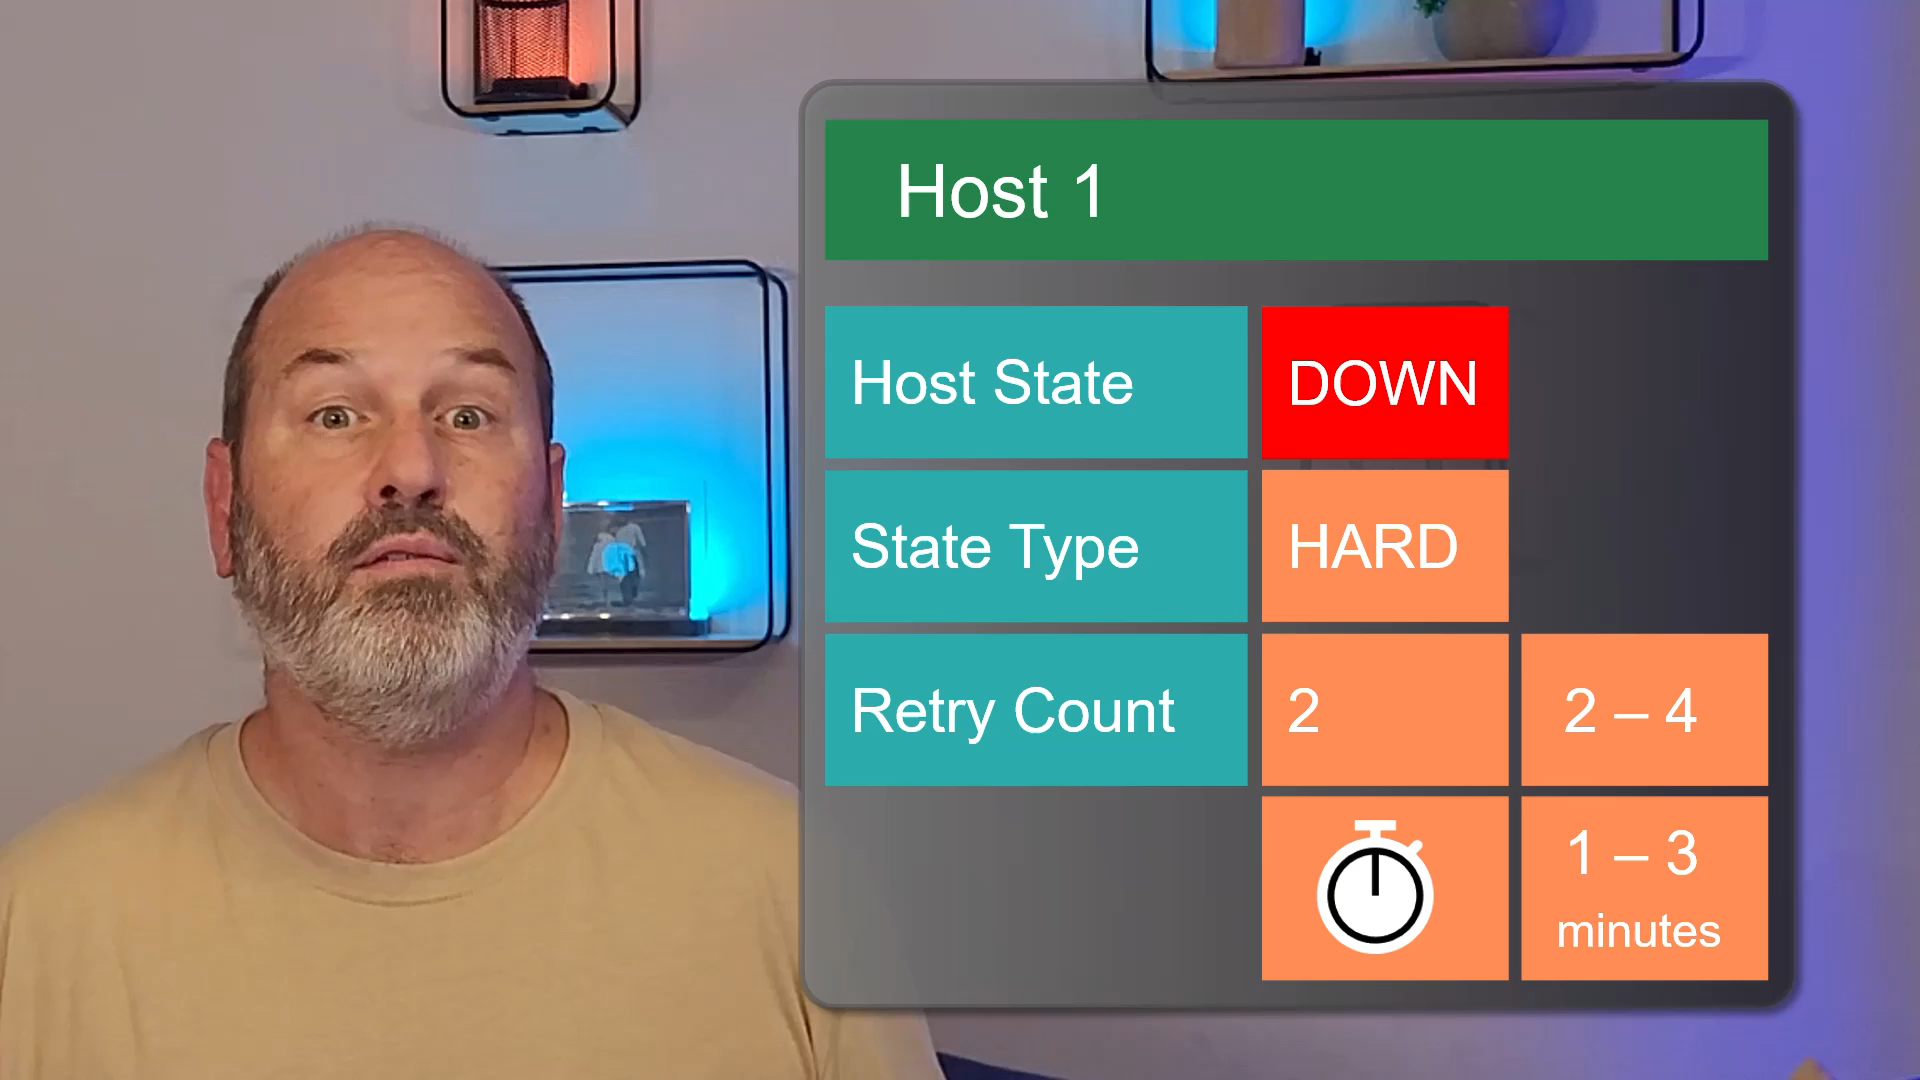 Host 1
Host State DOWN
State Type HARD
Retry Count 2 2 – 4
1 – 3
minutes